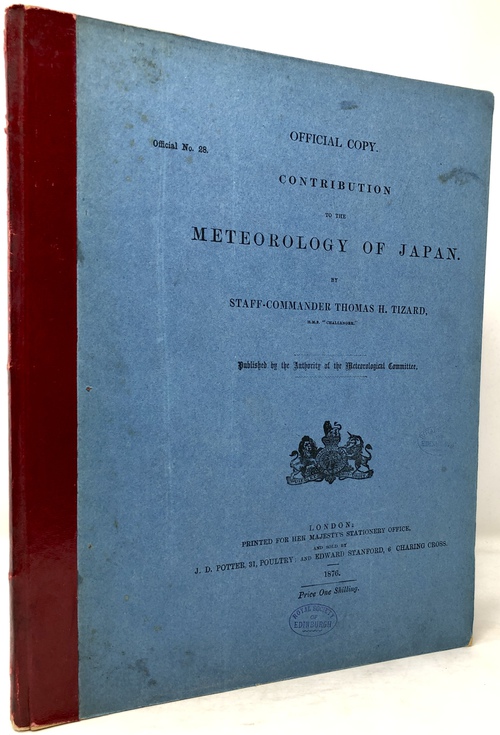 OFFICIAL COPY.
Official No. 28.
CONTRIBUTION
TO THE
METEOROLOGY OF JAPAN.
BY
STAFF-COMMANDER THOMAS H. TIZARD,
H.M.S. "CHALLENGER."
Published by the Authority of the Meteorological Committee.
LONDON:
PRINTED FOR HER MAJESTY'S STATIONERY OFFICE,
AND SOLD BY
J. D. POTTER, 31, POULTRY; AND EDWARD STANFORD, 6 CHARING CROSS.
1876.
Price One Shilling.
ROYAL SOCIETY
OF
EDINBURGH